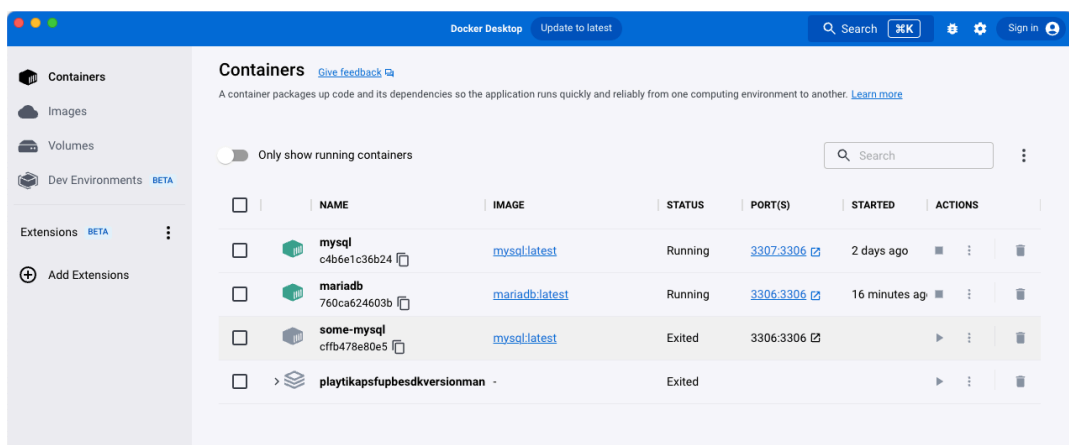 Docker Desktop Update to latest Search ⌘K Sign in
Containers
Images
Volumes
Dev Environments BETA
Extensions BETA
Add Extensions
Containers Give feedback
A container packages up code and its dependencies so the application runs quickly and reliably from one computing environment to another. Learn more
Only show running containers Search
NAME IMAGE STATUS PORT(S) STARTED ACTIONS
mysql
c4b6e1c36b24 mysql:latest Running 3307:3306 2 days ago
mariadb
760ca624603b mariadb:latest Running 3306:3306 16 minutes ag
some-mysql
cffb478e80e5 mysql:latest Exited 3306:3306
playtikapsfupbesdkversionman - Exited